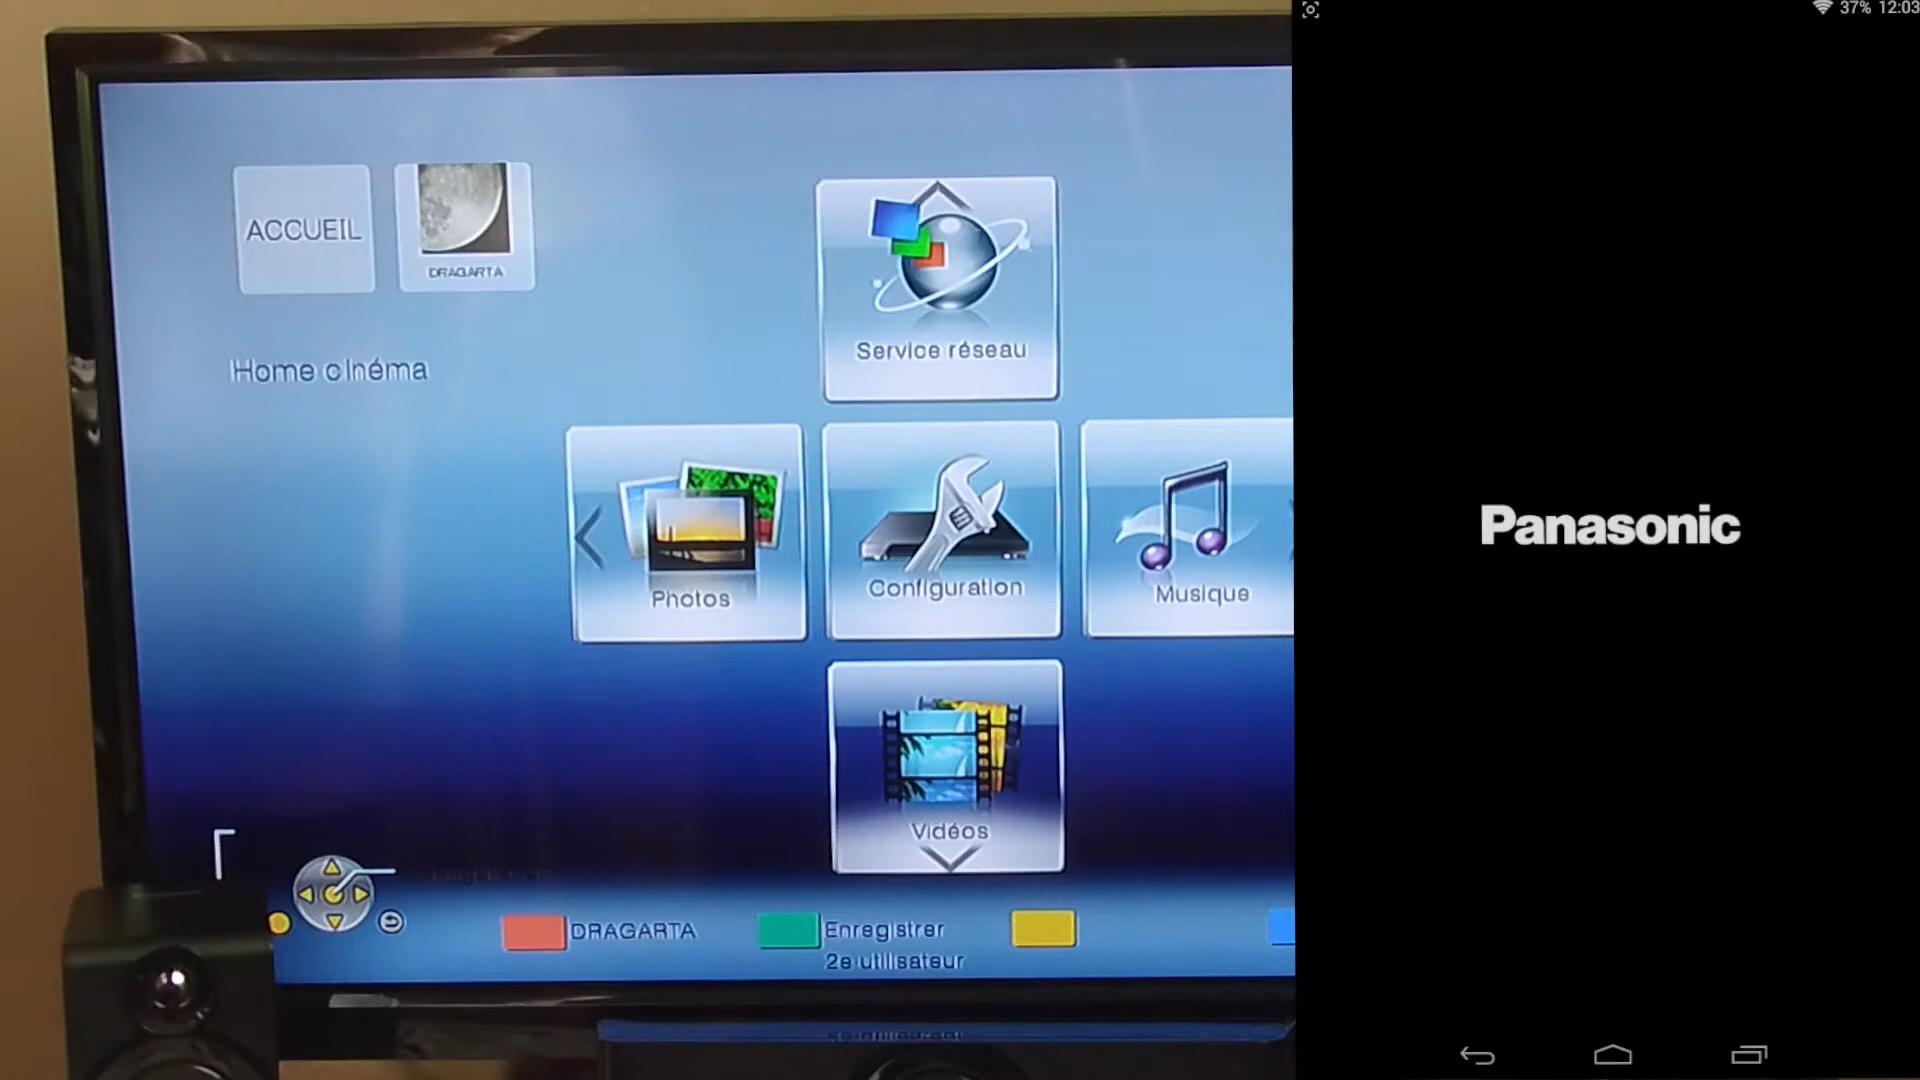 37% 12:03
ACCUEIL
DRAGARTA
Home cinéma
Service réseau
Photos
Configuration
Musique
Vidéos
DRAGARTA
Enregistrer
2e utilisateur
Panasonic